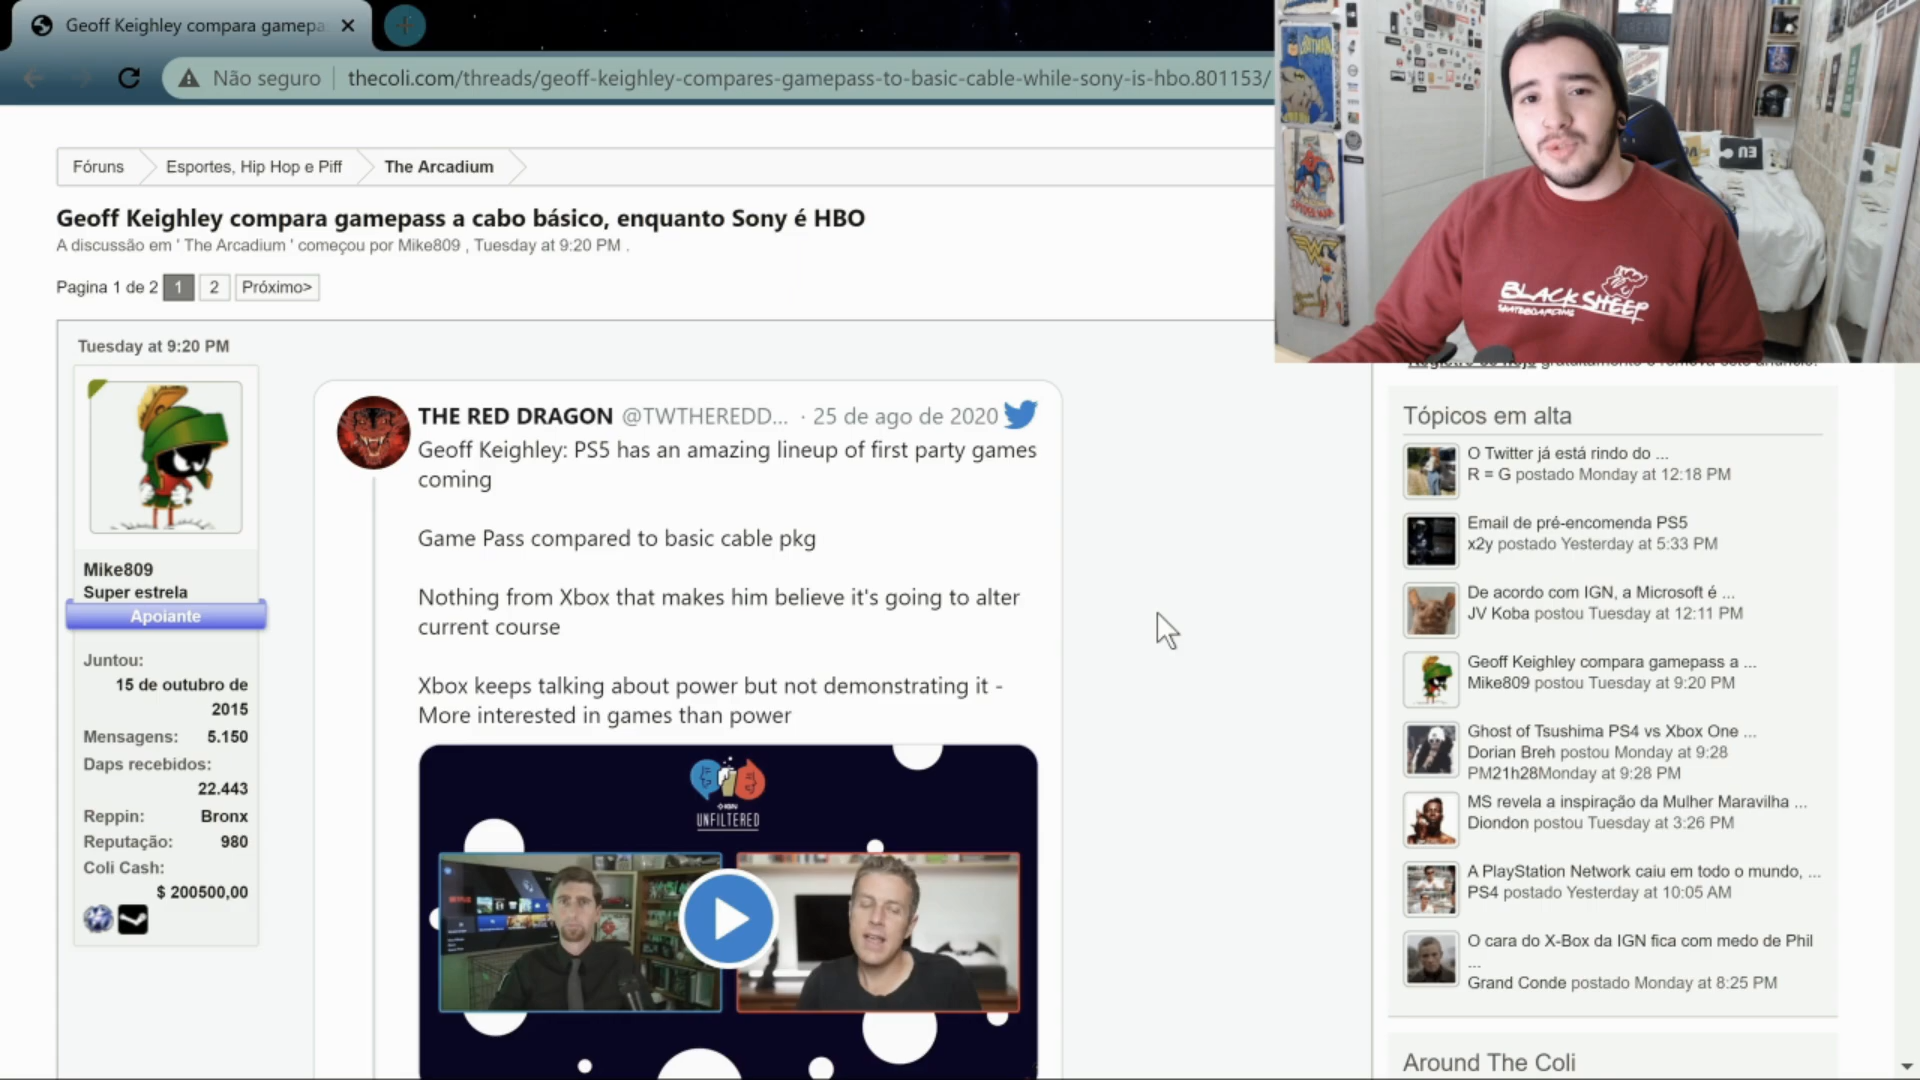 Geoff Keighley compara gamepa
Não seguro
thecoli.com/threads/geoff-keighley-compares-gamepass-to-basic-cable-while-sony-is-hbo.801153/
BATMAN
BLACK SHEEP
SKATEBOARDING
Fóruns
Esportes, Hip Hop e Piff
The Arcadium
Geoff Keighley compara gamepass a cabo básico, enquanto Sony é HBO
A discussão em ' The Arcadium ' começou por Mike809 , Tuesday at 9:20 PM .
Pagina 1 de 2 1 2 Próximo>
Tuesday at 9:20 PM
Mike809
Super estrela
Apoiante
Juntou:
15 de outubro de
2015
Mensagens: 5.150
Daps recebidos:
22.443
Reppin: Bronx
Reputação: 980
Coli Cash:
$ 200500,00
THE RED DRAGON @TWTHEREDD... · 25 de ago de 2020
Geoff Keighley: PS5 has an amazing lineup of first party games
coming
Game Pass compared to basic cable pkg
Nothing from Xbox that makes him believe it's going to alter
current course
Xbox keeps talking about power but not demonstrating it -
More interested in games than power
IGN
UNFILTERED
Tópicos em alta
O Twitter já está rindo do ...
R = G postado Monday at 12:18 PM
Email de pré-encomenda PS5
x2y postado Yesterday at 5:33 PM
De acordo com IGN, a Microsoft é ...
JV Koba postou Tuesday at 12:11 PM
Geoff Keighley compara gamepass a ...
Mike809 postou Tuesday at 9:20 PM
Ghost of Tsushima PS4 vs Xbox One ...
Dorian Breh postou Monday at 9:28
PM21h28Monday at 9:28 PM
MS revela a inspiração da Mulher Maravilha ...
Diondon postou Tuesday at 3:26 PM
A PlayStation Network caiu em todo o mundo, ...
PS4 postado Yesterday at 10:05 AM
O cara do X-Box da IGN fica com medo de Phil
...
Grand Conde postado Monday at 8:25 PM
Around The Coli